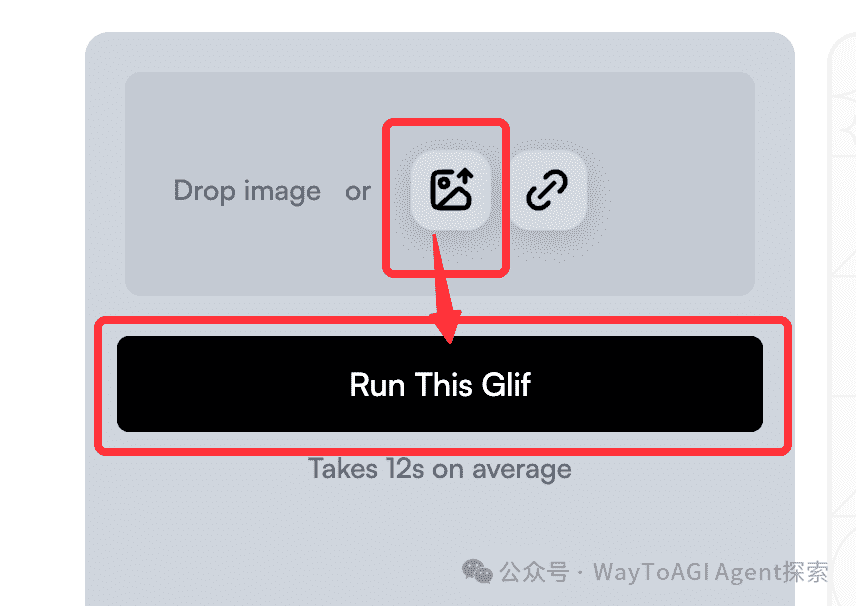 Drop image or
Run This Glif
Takes 12s on average
公众号 · WayToAGI Agent探索